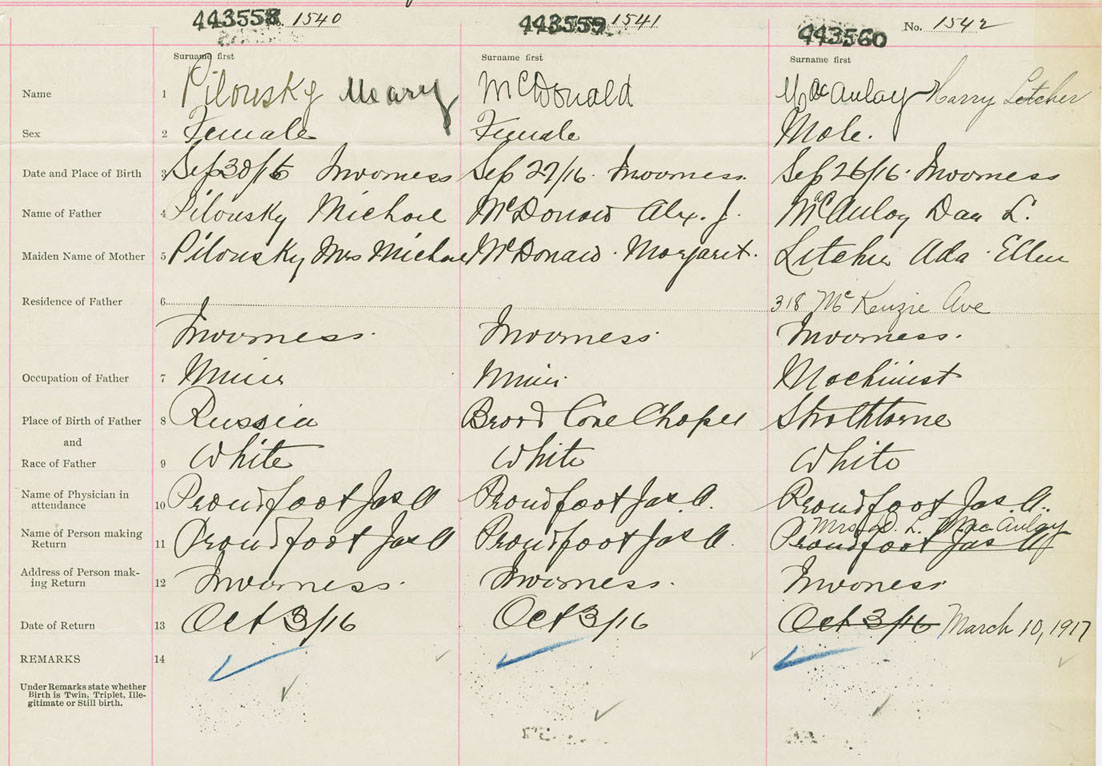 443558 1540 443559 1541 443560 No. 1542
Surname first Surname first Surname first
Name 1 Pilousky Mary McDonald MacAulay Harry Letcher
Sex 2 Female Female Male.
Date and Place of Birth 3 Sep 30/16 Inverness Sep 27/16. Inverness. Sep 26/16. Inverness
Name of Father 4 Pilousky Michael McDonald Alex. J. McAulay Dan L.
Maiden Name of Mother 5 Pilousky Mrs Michael McDonald. Margaret. Letcher Ada Ellen
Residence of Father 6 318 McKenzie Ave
Inverness. Inverness. Inverness.
Occupation of Father 7 Miner Miner Machinist
Place of Birth of Father 8 Russia Broad Cove Chapel Strathlorne
and
Race of Father 9 White White White
Name of Physician in
attendance 10 Proudfoot Jas A Proudfoot Jas. A. Proudfoot Jas. A.
Mrs. D. L. MacAulay
Name of Person making
Return 11 Proudfoot Jas A Proudfoot Jas A. Proudfoot Jas A
Address of Person mak-
ing Return 12 Inverness. Inverness. Inverness
Date of Return 13 Oct 3/16 Oct 3/16 Oct 3/16 March 10, 1917
REMARKS 14
Under Remarks state whether
Birth is Twin, Triplet, Ille-
gitimate or Still birth.